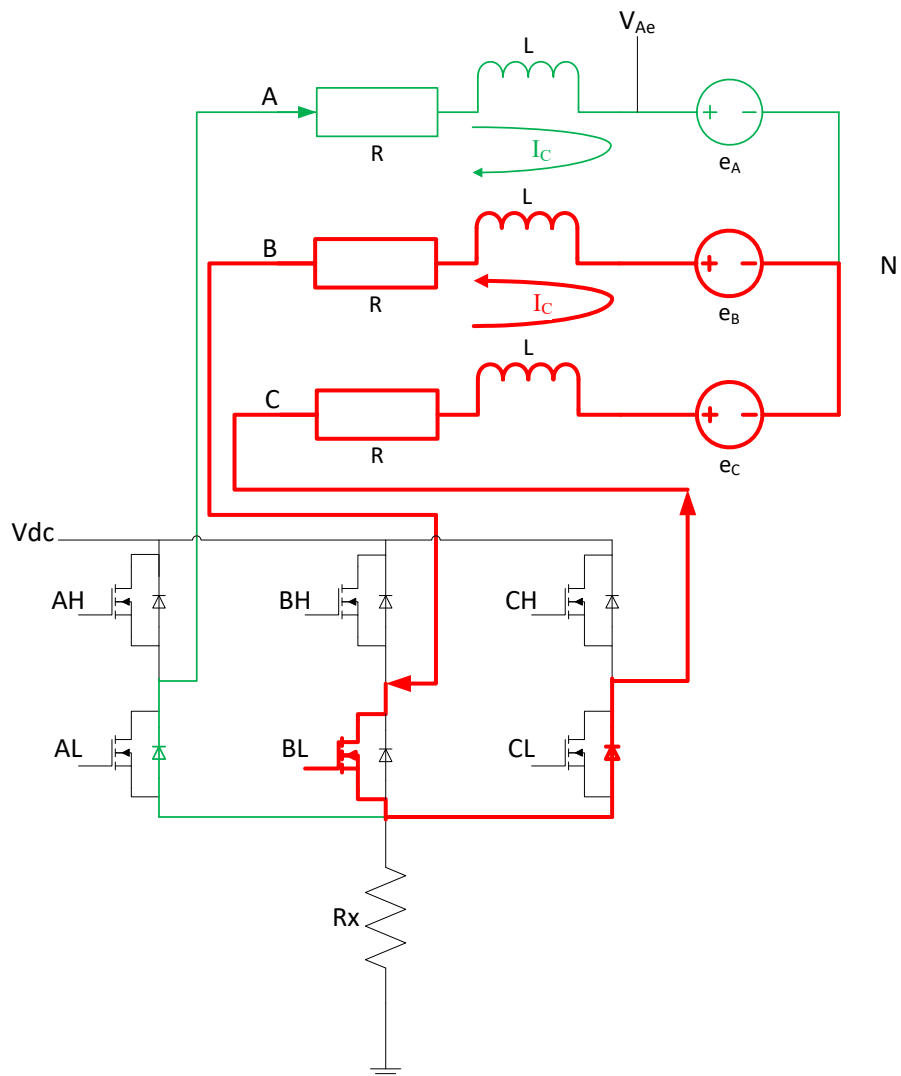 V_Ae
L
A
+ -
R
I_C
e_A
L
B
+ -
N
R
I_C
e_B
L
C
+ -
R
e_C
Vdc
AH
BH
CH
AL
BL
CL
Rx